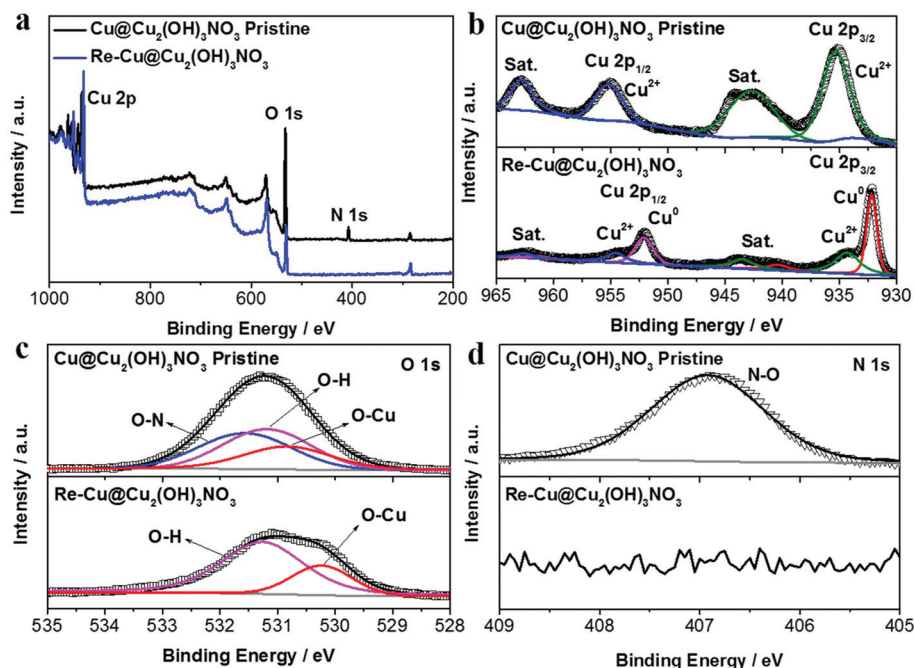 a
Cu@Cu₂(OH)₃NO₃ Pristine
Re-Cu@Cu₂(OH)₃NO₃
Cu 2p
O 1s
N 1s
Intensity / a.u.
1000 800 600 400 200
Binding Energy / eV
b
Cu@Cu₂(OH)₃NO₃ Pristine
Cu 2p₃/₂
Sat.
Cu 2p₁/₂
Cu²⁺
Sat.
Cu²⁺
Re-Cu@Cu₂(OH)₃NO₃
Cu 2p₃/₂
Cu 2p₁/₂
Cu⁰
Sat.
Cu²⁺
Cu⁰
Sat.
Cu²⁺
Intensity / a.u.
965 960 955 950 945 940 935 930
Binding Energy / eV
c
Cu@Cu₂(OH)₃NO₃ Pristine
O 1s
O-H
O-N
O-Cu
Re-Cu@Cu₂(OH)₃NO₃
O-H
O-Cu
Intensity / a.u.
535 534 533 532 531 530 529 528
Binding Energy / eV
d
Cu@Cu₂(OH)₃NO₃ Pristine
N 1s
N-O
Re-Cu@Cu₂(OH)₃NO₃
Intensity / a.u.
409 408 407 406 405
Binding Energy / eV